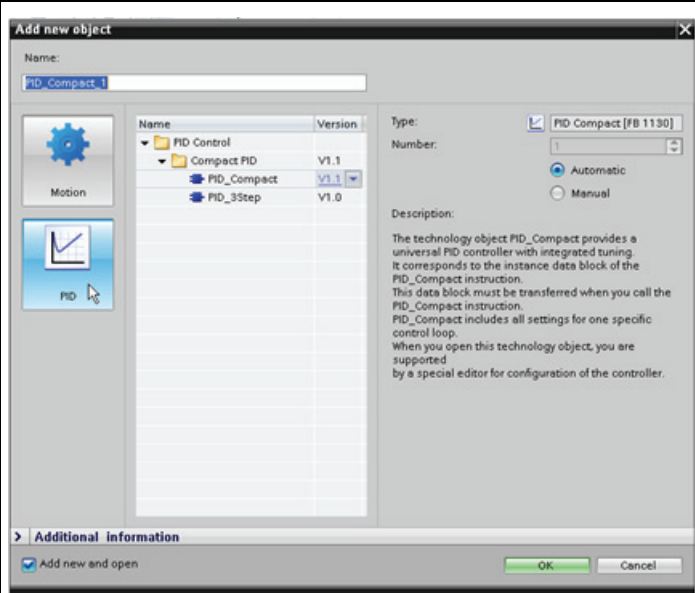 Add new object
Name:
PID_Compact_1
Motion
PID
Name Version
PID Control
Compact PID V1.1
PID_Compact V1.1
PID_3Step V1.0
Type: PID Compact [FB 1130]
Number: 1
Automatic
Manual
Description:
The technology object PID_Compact provides a
universal PID controller with integrated tuning.
It corresponds to the instance data block of the
PID_Compact instruction.
This data block must be transferred when you call the
PID_Compact instruction.
PID_Compact includes all settings for one specific
control loop.
When you open this technology object, you are
supported
by a special editor for configuration of the controller.
Additional information
Add new and open
OK Cancel